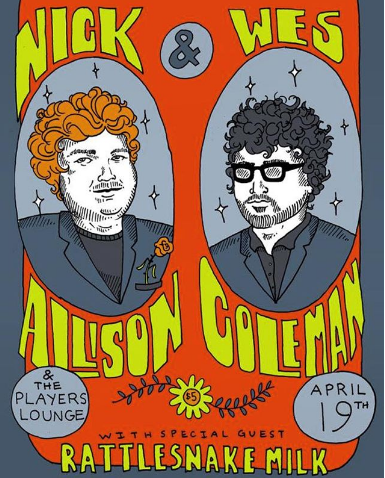 NICK & WES
ALLISON COLEMAN
& THE PLAYERS LOUNGE
$5
APRIL 19TH
WITH SPECIAL GUEST
RATTLESNAKE MILK